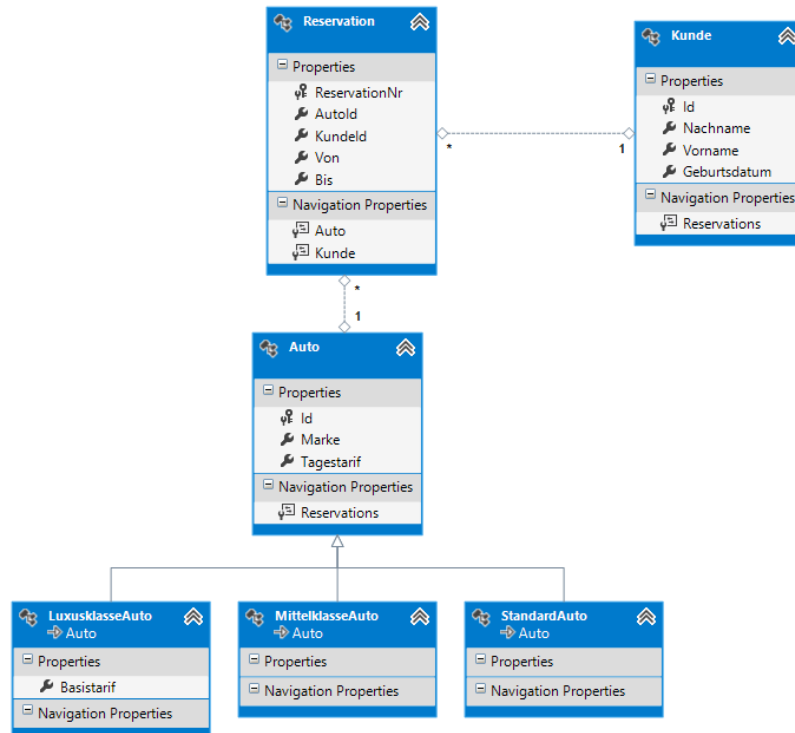 Reservation
Properties
ReservationNr
AutoId
KundeId
Von
Bis
Navigation Properties
Auto
Kunde
*
1
Kunde
Properties
Id
Nachname
Vorname
Geburtsdatum
Navigation Properties
Reservations
*
1
Auto
Properties
Id
Marke
Tagestarif
Navigation Properties
Reservations
LuxusklasseAuto
Auto
Properties
Basistarif
Navigation Properties
MittelklasseAuto
Auto
Properties
Navigation Properties
StandardAuto
Auto
Properties
Navigation Properties